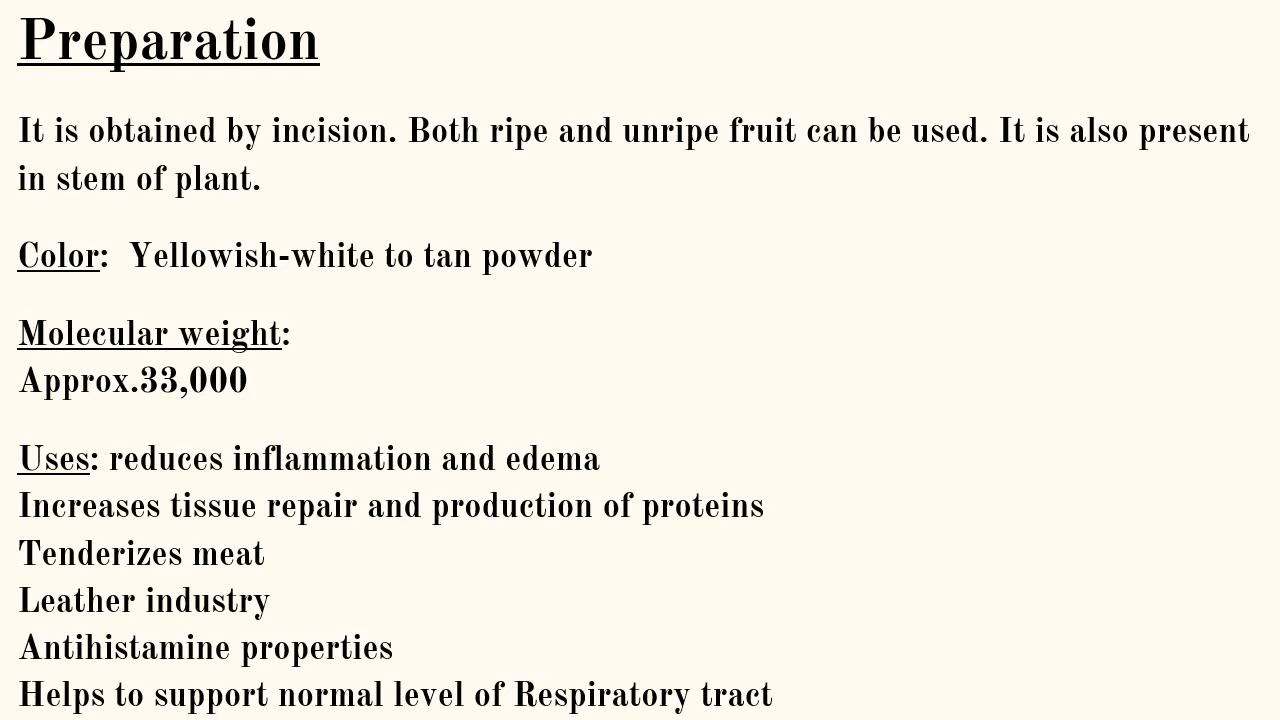 Preparation
It is obtained by incision. Both ripe and unripe fruit can be used. It is also present
in stem of plant.
Color:  Yellowish-white to tan powder
Molecular weight:
Approx.33,000
Uses: reduces inflammation and edema
Increases tissue repair and production of proteins
Tenderizes meat
Leather industry
Antihistamine properties
Helps to support normal level of Respiratory tract